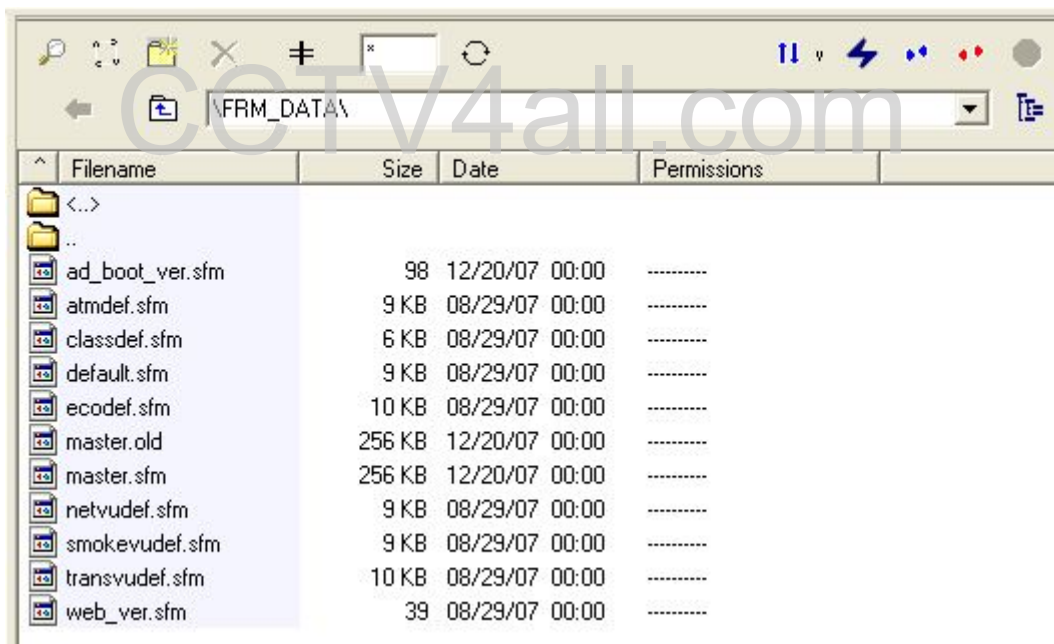 *
\FRM_DATA\
CCTV4all.com
^ Filename Size Date Permissions
<..>
..
ad_boot_ver.sfm 98 12/20/07 00:00 ---------
atmdef.sfm 9 KB 08/29/07 00:00 ---------
classdef.sfm 6 KB 08/29/07 00:00 ---------
default.sfm 9 KB 08/29/07 00:00 ---------
ecodef.sfm 10 KB 08/29/07 00:00 ---------
master.old 256 KB 12/20/07 00:00 ---------
master.sfm 256 KB 12/20/07 00:00 ---------
netvudef.sfm 9 KB 08/29/07 00:00 ---------
smokevudef.sfm 9 KB 08/29/07 00:00 ---------
transvudef.sfm 10 KB 08/29/07 00:00 ---------
web_ver.sfm 39 08/29/07 00:00 ---------